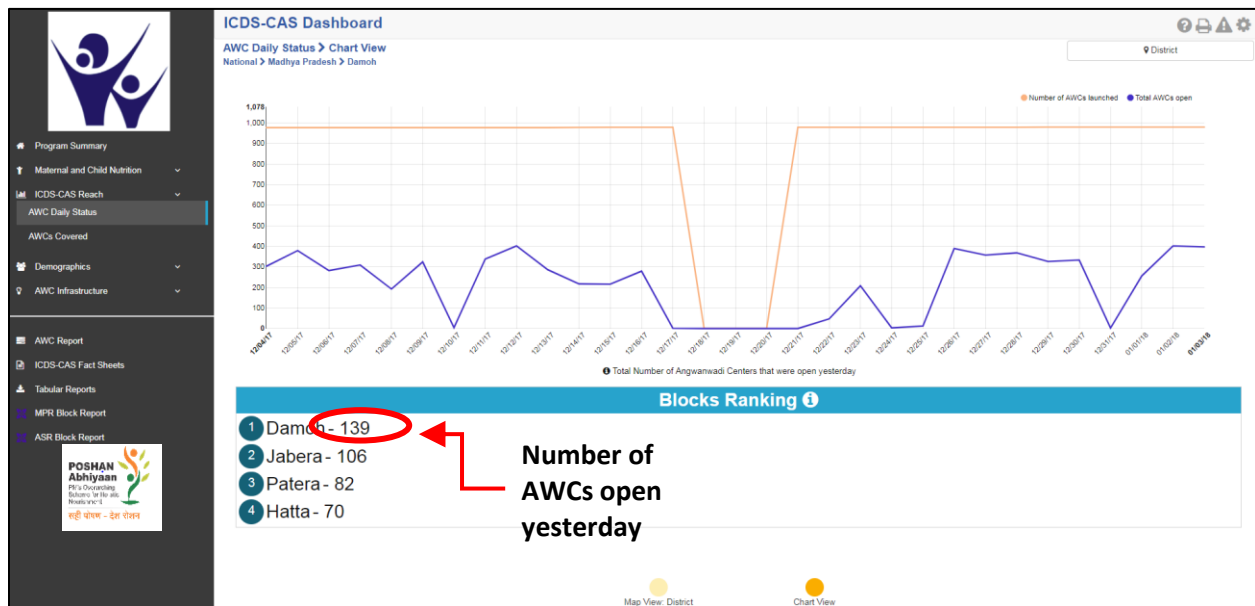 ICDS-CAS Dashboard
AWC Daily Status > Chart View
National > Madhya Pradesh > Damoh
District
Program Summary
Maternal and Child Nutrition
ICDS-CAS Reach
AWC Daily Status
AWCs Covered
Demographics
AWC Infrastructure
AWC Report
ICDS-CAS Fact Sheets
Tabular Reports
MPR Block Report
ASR Block Report
POSHAN
Abhiyaan
PM's Overarching
Scheme for Holistic
Nourishment
सही पोषण - देश रोशन
Number of AWCs launched Total AWCs open
1,078
1,000
900
800
700
600
500
400
300
200
100
0
12/04/17 12/05/17 12/06/17 12/07/17 12/08/17 12/09/17 12/10/17 12/11/17 12/12/17 12/13/17 12/14/17 12/15/17 12/16/17 12/17/17 12/18/17 12/19/17 12/20/17 12/21/17 12/22/17 12/23/17 12/24/17 12/25/17 12/26/17 12/27/17 12/28/17 12/29/17 12/30/17 12/31/17 01/01/18 01/02/18 01/03/18
Total Number of Angwanwadi Centers that were open yesterday
Blocks Ranking
1 Damoh - 139
2 Jabera - 106
3 Patera - 82
4 Hatta - 70
Number of
AWCs open
yesterday
Map View: District
Chart View